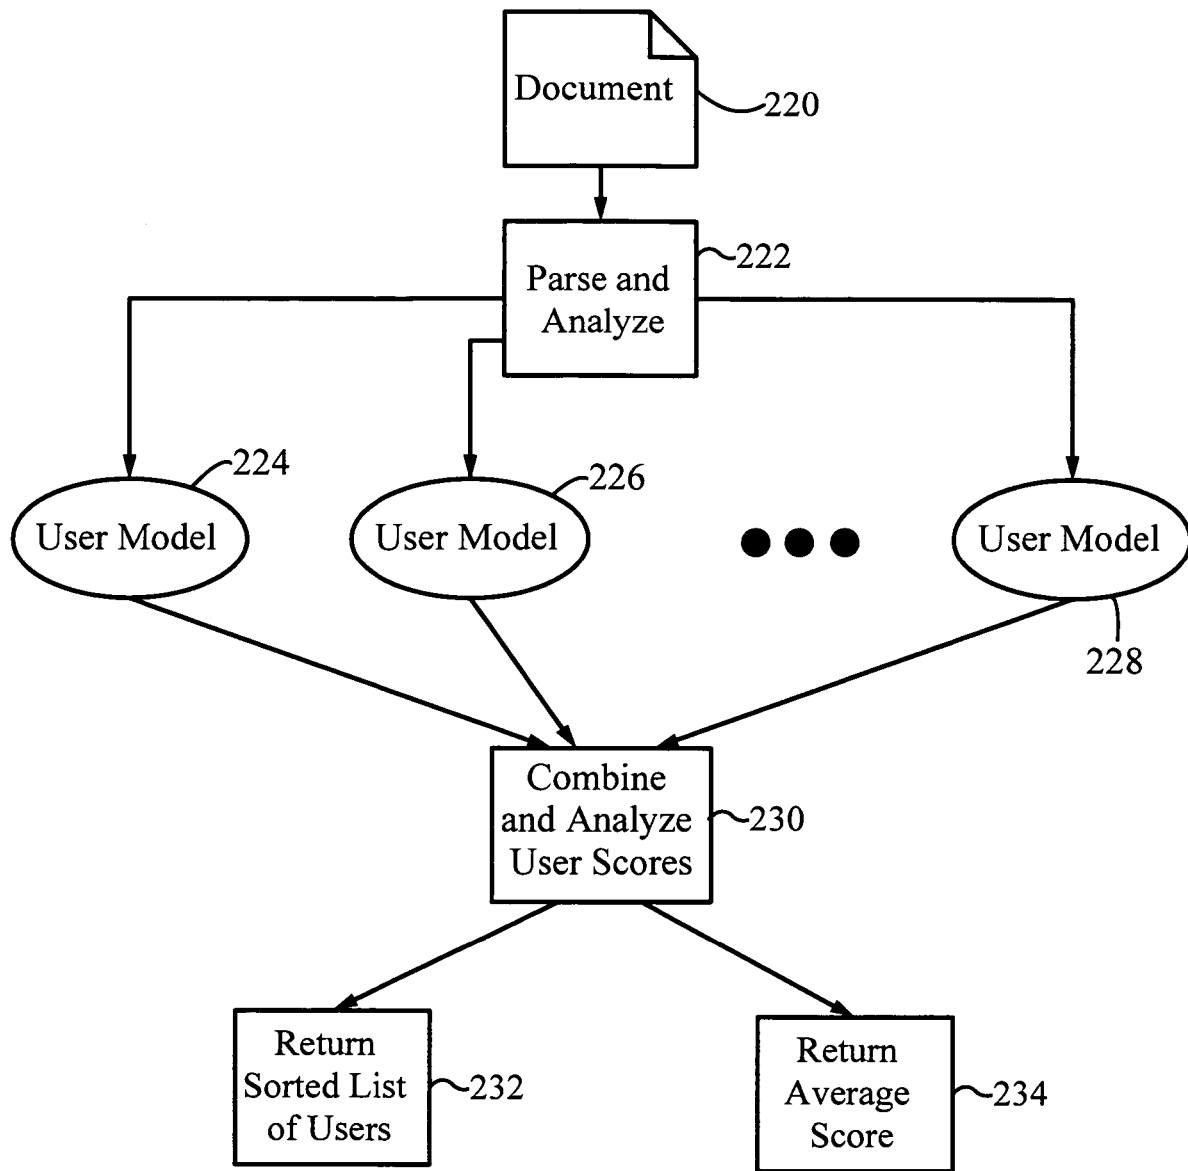 Document
220
Parse and
Analyze
222
224
226
User Model
User Model
User Model
228
Combine
and Analyze
User Scores
230
Return
Sorted List
of Users
232
Return
Average
Score
234